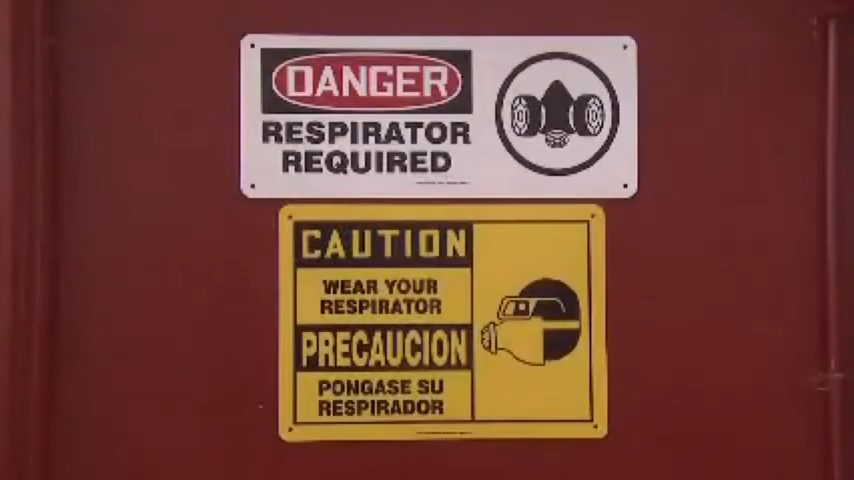 DANGER
RESPIRATOR
REQUIRED
CAUTION
WEAR YOUR
RESPIRATOR
PRECAUCION
PONGASE SU
RESPIRADOR